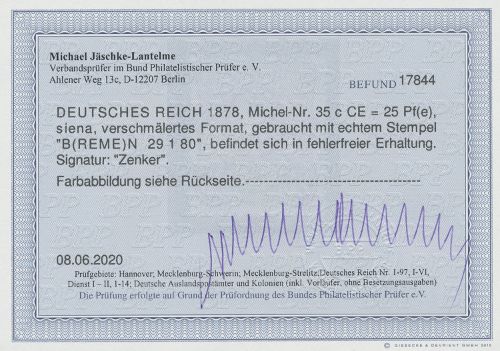 Michael Jäschke-Lantelme
Verbandsprüfer im Bund Philatelistischer Prüfer e. V.
Ahlener Weg 13c, D-12207 Berlin
BEFUND 17844
DEUTSCHES REICH 1878, Michel-Nr. 35 c CE = 25 Pf(e),
siena, verschmälertes Format, gebraucht mit echtem Stempel
"B(REME)N 29 1 80", befindet sich in fehlerfreier Erhaltung.
Signatur: "Zenker".
Farbabbildung siehe Rückseite.------------------------------------------
08.06.2020
Prüfgebiete: Hannover; Mecklenburg-Schwerin; Mecklenburg-Strelitz; Deutsches Reich Nr. 1-97, I-VI,
Dienst I – II, 1-14; Deutsche Auslandspostämter und Kolonien (inkl. Vorläufer, ohne Besetzungsausgaben)
Die Prüfung erfolgte auf Grund der Prüfordnung des Bundes Philatelistischer Prüfer e.V.
GIESECKE & DEVRIENT GMBH